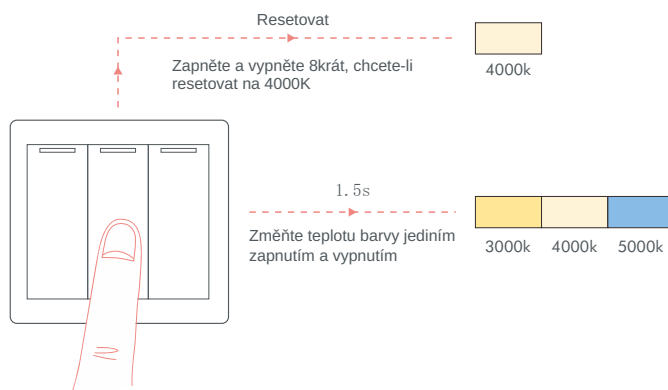 Resetovat
Zapněte a vypněte 8krát, chcete-li
resetovat na 4000K
4000k
1.5s
Změňte teplotu barvy jediným
zapnutím a vypnutím
3000k 4000k 5000k